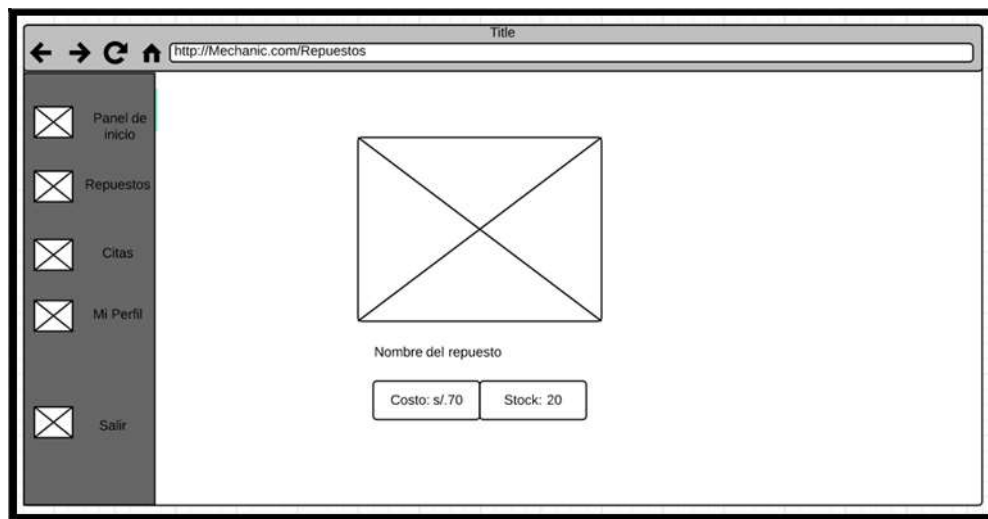 Title
http://Mechanic.com/Repuestos
Panel de
inicio
Repuestos
Citas
Mi Perfil
Salir
Nombre del repuesto
Costo: s/.70
Stock: 20